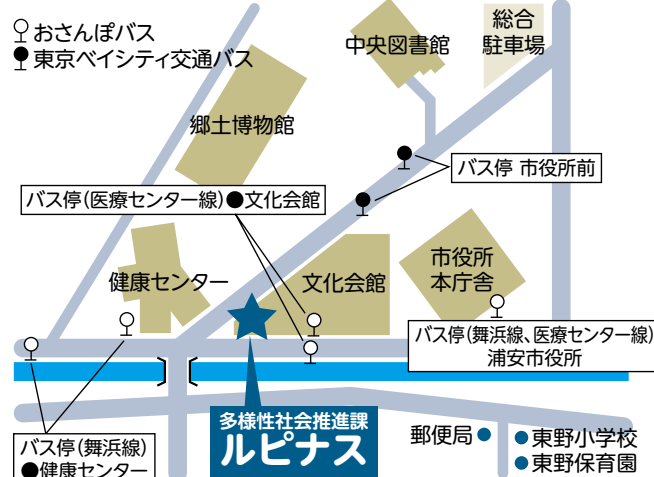 おさんぽバス
東京ベイシティ交通バス
中央図書館
総合
駐車場
郷土博物館
バス停 市役所前
バス停(医療センター線)●文化会館
健康センター
文化会館
市役所
本庁舎
バス停(舞浜線、医療センター線)
浦安市役所
多様性社会推進課
ルピナス
バス停(舞浜線)
●健康センター
郵便局●
●東野小学校
●東野保育園